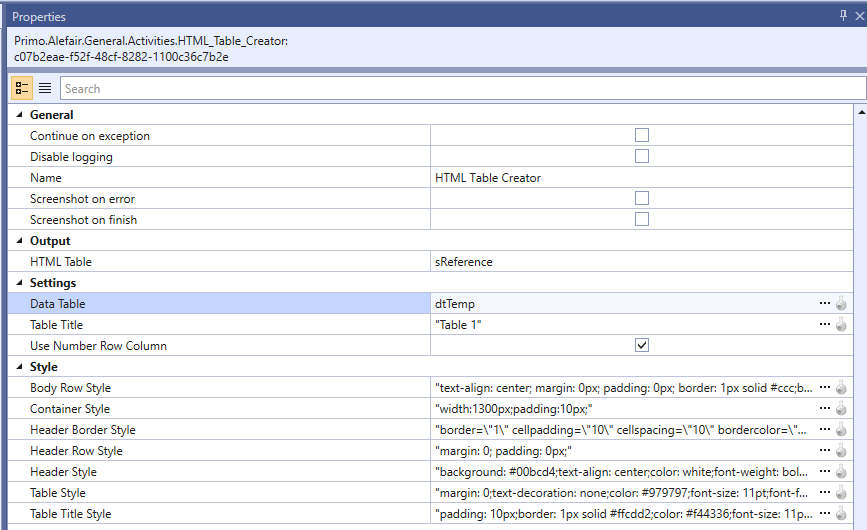 Properties
Primo.Alefair.General.Activities.HTML_Table_Creator:
c07b2eae-f52f-48cf-8282-1100c36c7b2e
Search
General
Continue on exception
Disable logging
Name HTML Table Creator
Screenshot on error
Screenshot on finish
Output
HTML Table sReference
Settings
Data Table dtTemp ...
Table Title "Table 1" ...
Use Number Row Column
Style
Body Row Style "text-align: center; margin: 0px; padding: 0px; border: 1px solid #ccc;b... ...
Container Style "width:1300px;padding:10px;" ...
Header Border Style "border=\"1\" cellpadding=\"10\" cellspacing=\"10\" bordercolor=\"... ...
Header Row Style "margin: 0; padding: 0px;" ...
Header Style "background: #00bcd4;text-align: center;color: white;font-weight: bol... ...
Table Style "margin: 0;text-decoration: none;color: #979797;font-size: 11pt;font-f... ...
Table Title Style "padding: 10px;border: 1px solid #ffcdd2;color: #f44336;font-size: 11p... ...